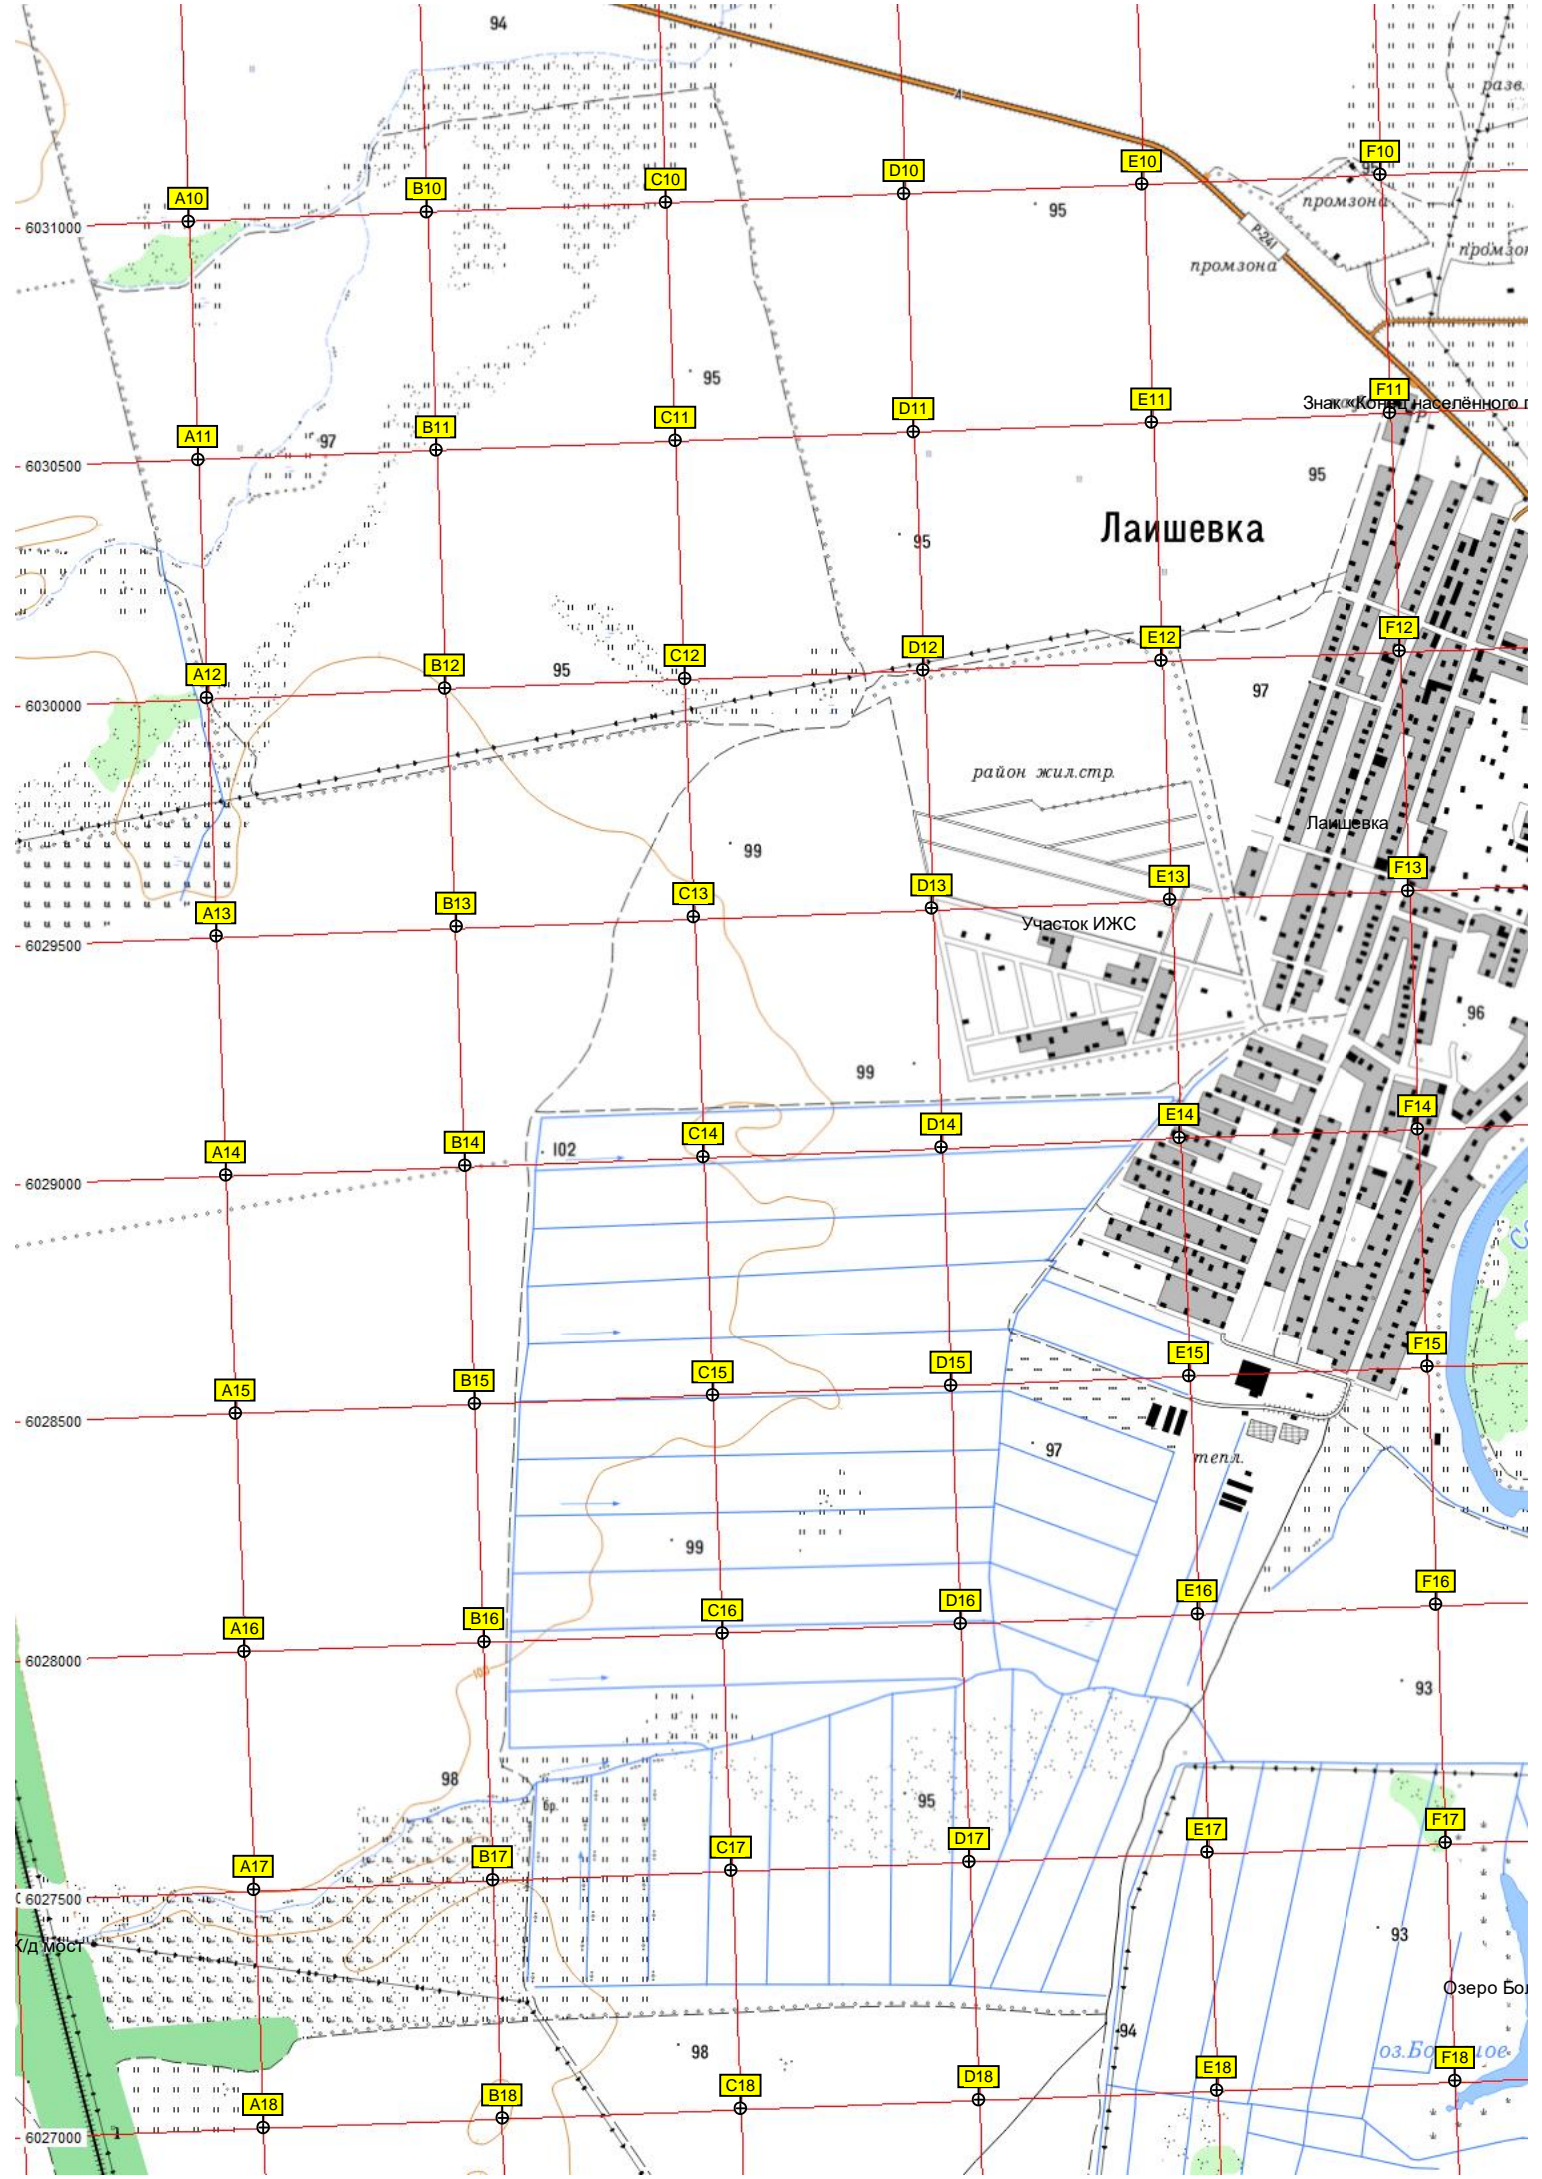 94
разв.
A10
B10
C10
D10
E10
F10
95
промзона
6031000
P-241
промзона
95
97
A11
B11
C11
D11
E11
F11
Знак «Конец населённого п
6030500
95
95
Лаишевка
A12
B12
C12
D12
E12
F12
95
97
6030000
район жил.стр.
Лаишевка
99
A13
B13
C13
D13
E13
F13
Участок ИЖС
6029500
96
99
A14
B14
C14
D14
E14
F14
102
6029000
A15
B15
C15
D15
E15
F15
6028500
97
тепл.
99
A16
B16
C16
D16
E16
F16
6028000
100
93
98
бр.
95
A17
B17
C17
D17
E17
F17
6027500
93
К/д мост
Озеро Бол
94
98
A18
B18
C18
D18
E18
F18
6027000